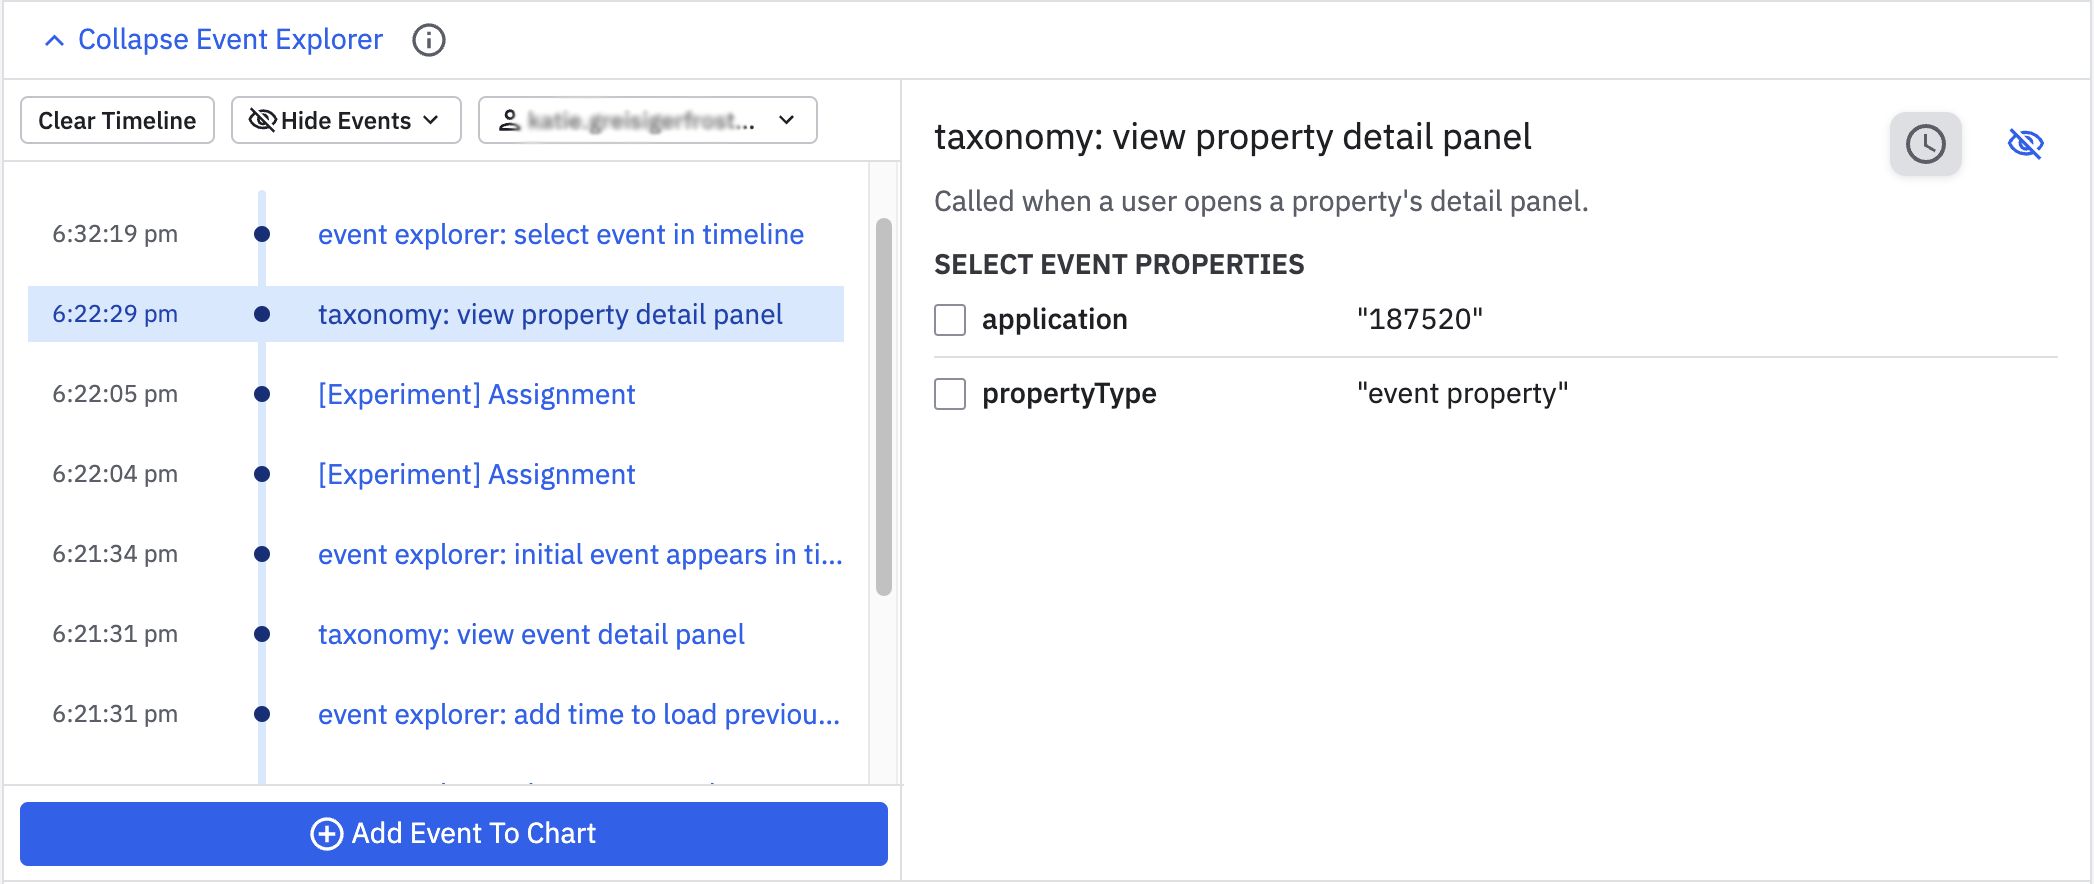 Collapse Event Explorer
Clear Timeline
Hide Events
6:32:19 pm event explorer: select event in timeline
6:22:29 pm taxonomy: view property detail panel
6:22:05 pm [Experiment] Assignment
6:22:04 pm [Experiment] Assignment
6:21:34 pm event explorer: initial event appears in ti...
6:21:31 pm taxonomy: view event detail panel
6:21:31 pm event explorer: add time to load previou...
Add Event To Chart
taxonomy: view property detail panel
Called when a user opens a property's detail panel.
SELECT EVENT PROPERTIES
application "187520"
propertyType "event property"